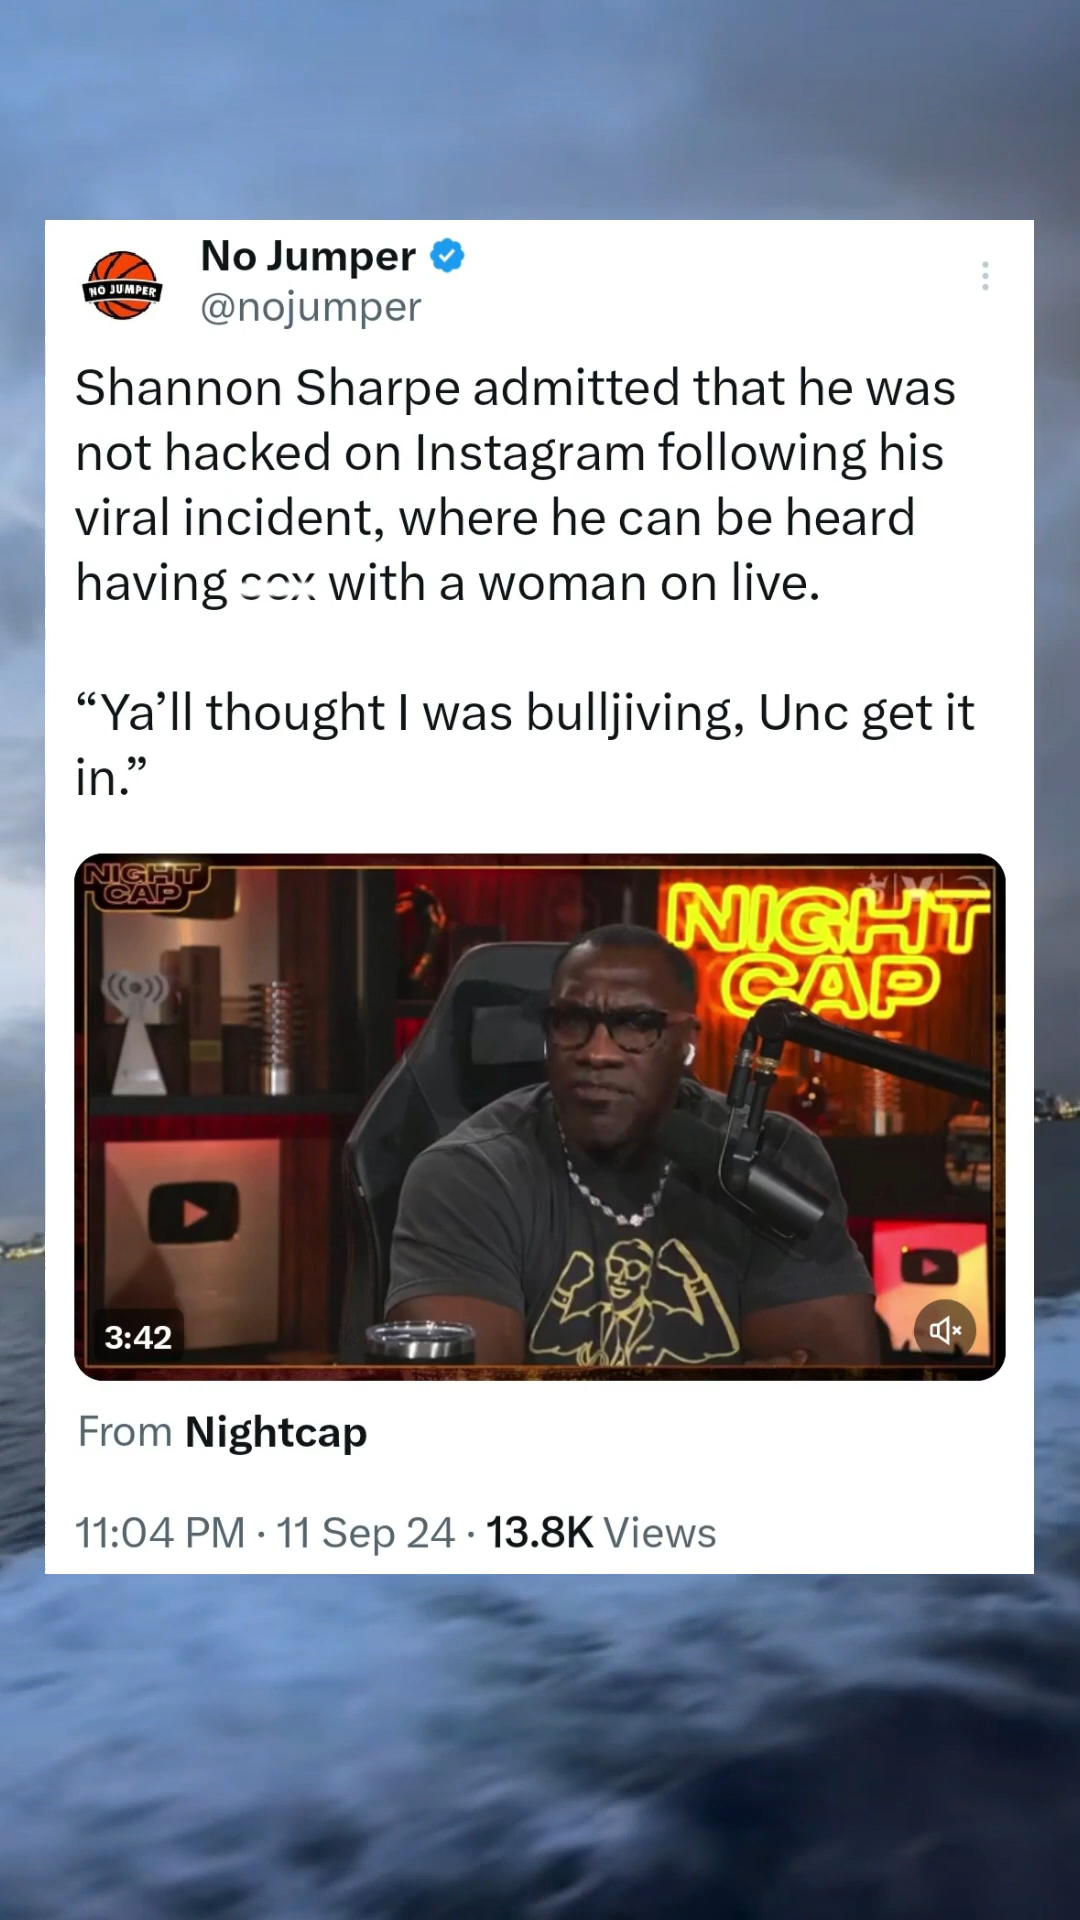 No Jumper
NO JUMPER
@nojumper
Shannon Sharpe admitted that he was
not hacked on Instagram following his
viral incident, where he can be heard
having sex with a woman on live.
“Ya’ll thought I was bulljiving, Unc get it
in.”
NIGHT
CAP
NIGHT
CAP
3:42
From Nightcap
11:04 PM · 11 Sep 24 · 13.8K Views